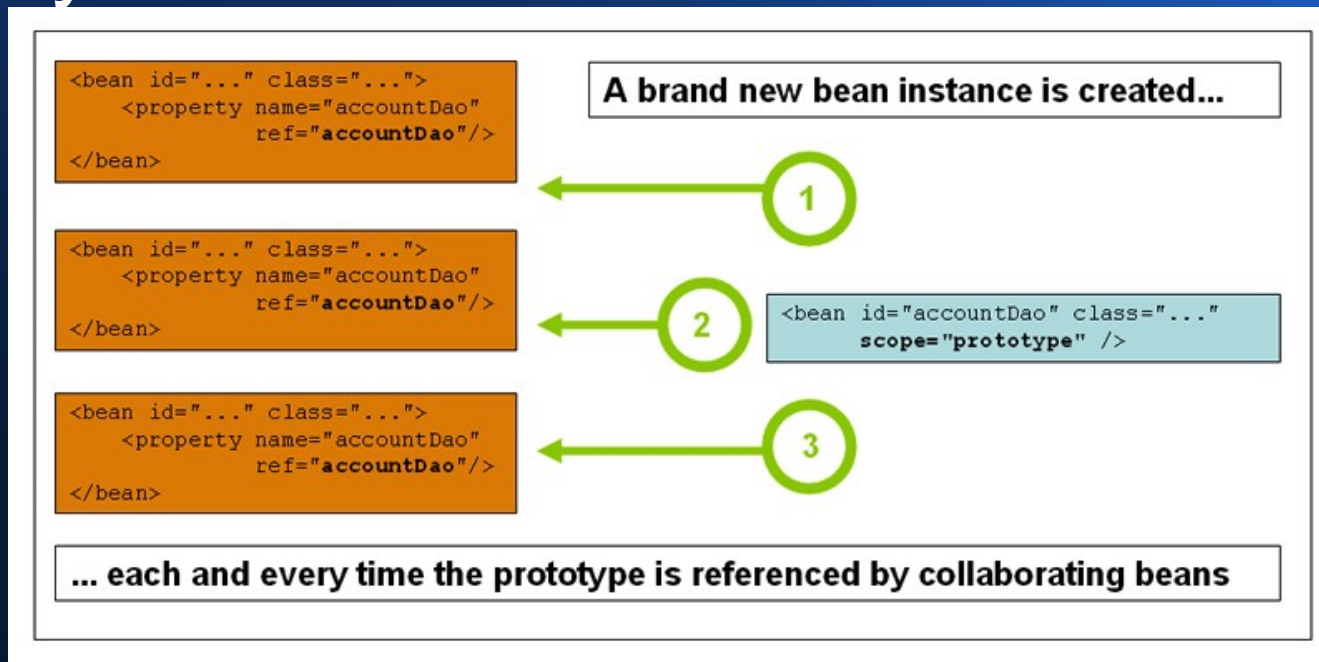 <bean id="..." class="...">
<property name="accountDao"
ref="accountDao"/>
</bean>
A brand new bean instance is created...
1
<bean id="..." class="...">
<property name="accountDao"
ref="accountDao"/>
</bean>
2
<bean id="accountDao" class="..."
scope="prototype" />
<bean id="..." class="...">
<property name="accountDao"
ref="accountDao"/>
</bean>
3
... each and every time the prototype is referenced by collaborating beans